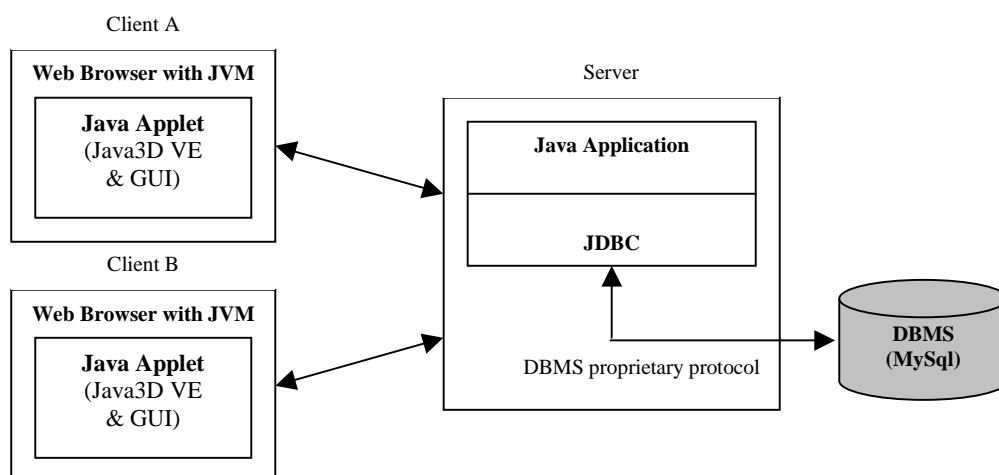 Client A
Web Browser with JVM
Java Applet
(Java3D VE
& GUI)
Client B
Web Browser with JVM
Java Applet
(Java3D VE
& GUI)
Server
Java Application
JDBC
DBMS proprietary protocol
DBMS
(MySql)